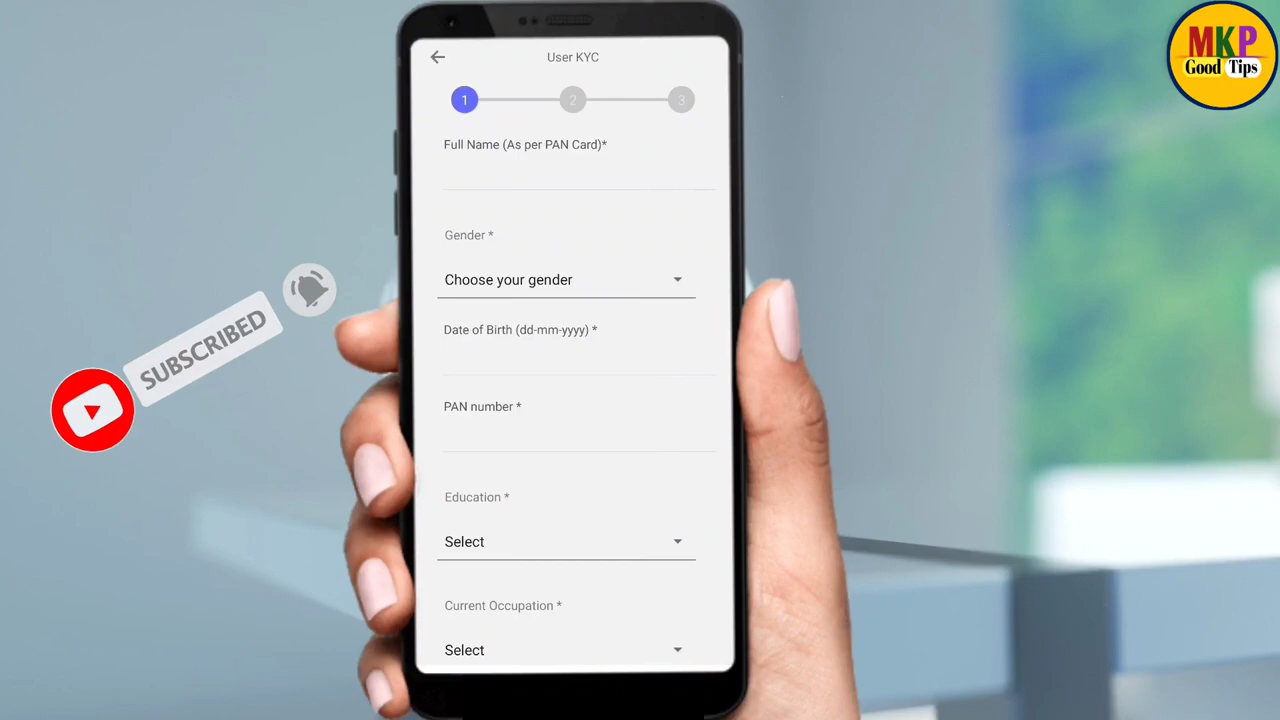 User KYC
1 2 3
Full Name (As per PAN Card)*
Gender *
Choose your gender
Date of Birth (dd-mm-yyyy) *
PAN number *
Education *
Select
Current Occupation *
Select
SUBSCRIBED
MKP
Good Tips